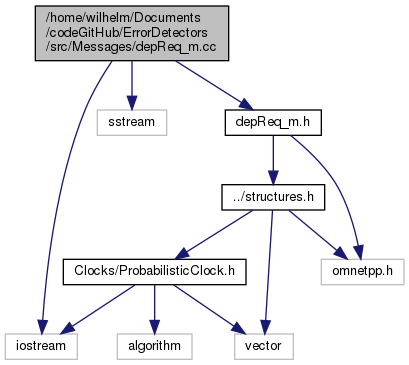 /home/wilhelm/Documents
/codeGitHub/ErrorDetectors
/src/Messages/depReq_m.cc
sstream
depReq_m.h
../structures.h
Clocks/ProbabilisticClock.h
omnetpp.h
iostream
algorithm
vector